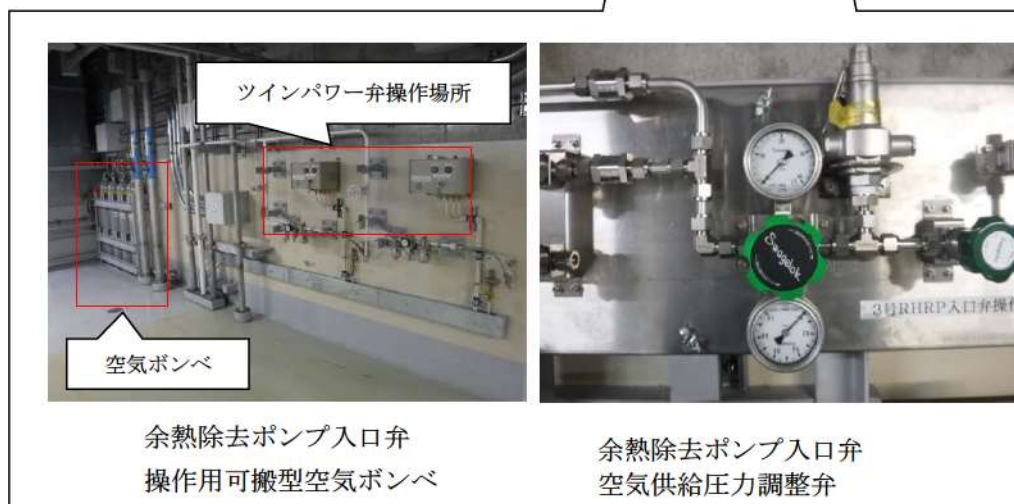 ツインパワー弁操作場所
空気ボンベ
Swagelok
3号RHRP入口弁操作
余熱除去ポンプ入口弁
操作用可搬型空気ボンベ
余熱除去ポンプ入口弁
空気供給圧力調整弁